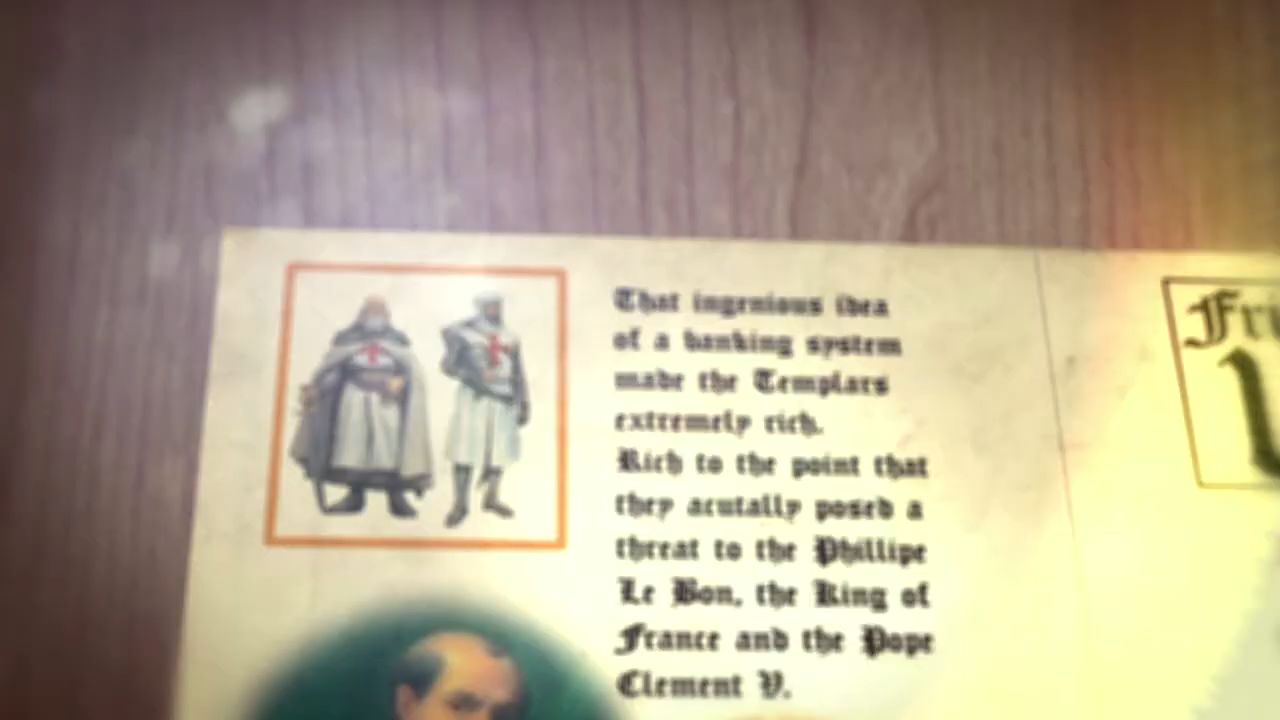 That ingenious idea
of a banking system
made the Templars
extremely rich.
Rich to the point that
they acutally posed a
threat to the Phillipe
Le Bon, the King of
France and the Pope
Clement V.